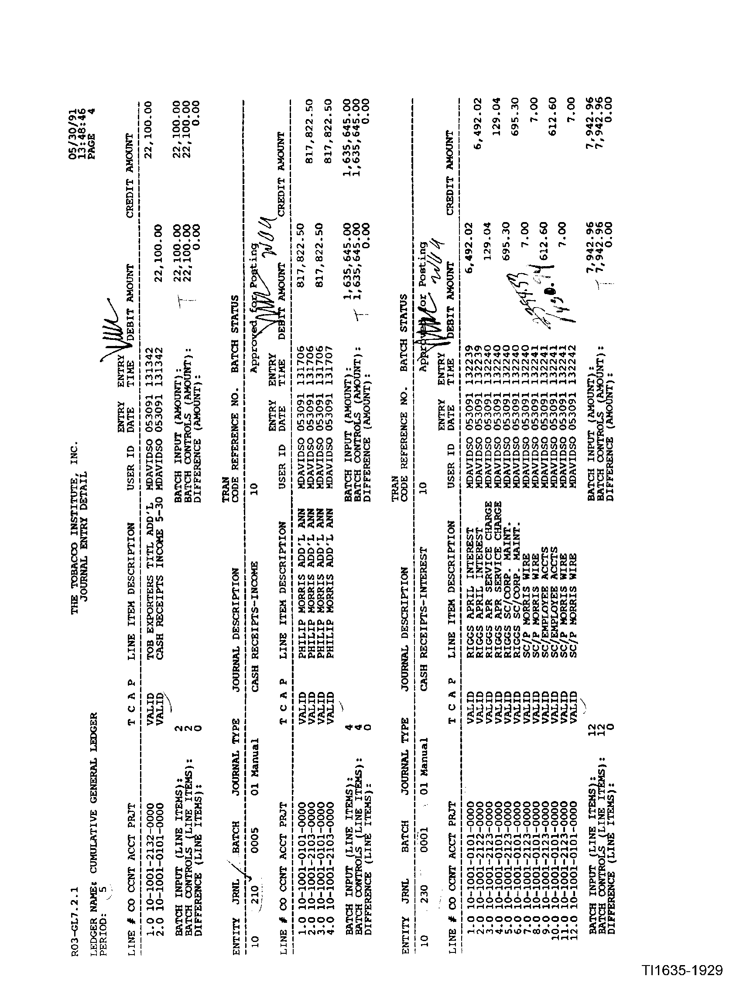 R03-GL7.2.1 THE TOBACCO INSTITUTE, INC. 05/30/91
JOURNAL ENTRY DETAIL 13:48:46
LEDGER NAME: CUMULATIVE GENERAL LEDGER PAGE 4
PERIOD: 5
ENTRY ENTRY
LINE # CO CCNT ACCT PRJT T C A P LINE ITEM DESCRIPTION USER ID DATE TIME DEBIT AMOUNT CREDIT AMOUNT
1.0 10-1001-2132-0000 VALID TOB EXPORTERS TITL ADD'L MDAVIDSO 053091 131342 22,100.00
2.0 10-1001-0101-0000 VALID CASH RECEIPTS INCOME 5-30 MDAVIDSO 053091 131342 22,100.00
BATCH INPUT (LINE ITEMS): 2 BATCH INPUT (AMOUNT): 22,100.00 22,100.00
BATCH CONTROLS (LINE ITEMS): 2 BATCH CONTROLS (AMOUNT): 22,100.00 22,100.00
DIFFERENCE (LINE ITEMS): 0 DIFFERENCE (AMOUNT): 0.00 0.00
TRAN
ENTITY JRNL BATCH JOURNAL TYPE JOURNAL DESCRIPTION CODE REFERENCE NO. BATCH STATUS
10 210 0005 01 Manual CASH RECEIPTS-INCOME 10 Approved for Posting
ENTRY ENTRY
LINE # CO CCNT ACCT PRJT T C A P LINE ITEM DESCRIPTION USER ID DATE TIME DEBIT AMOUNT CREDIT AMOUNT
1.0 10-1001-0101-0000 VALID PHILIP MORRIS ADD'L ANN MDAVIDSO 053091 131706 817,822.50
2.0 10-1001-2103-0000 VALID PHILIP MORRIS ADD'L ANN MDAVIDSO 053091 131706 817,822.50
3.0 10-1001-0101-0000 VALID PHILIP MORRIS ADD'L ANN MDAVIDSO 053091 131706 817,822.50
4.0 10-1001-2103-0000 VALID PHILIP MORRIS ADD'L ANN MDAVIDSO 053091 131707 817,822.50
BATCH INPUT (LINE ITEMS): 4 BATCH INPUT (AMOUNT): 1,635,645.00 1,635,645.00
BATCH CONTROLS (LINE ITEMS): 4 BATCH CONTROLS (AMOUNT): 1,635,645.00 1,635,645.00
DIFFERENCE (LINE ITEMS): 0 DIFFERENCE (AMOUNT): 0.00 0.00
TRAN
ENTITY JRNL BATCH JOURNAL TYPE JOURNAL DESCRIPTION CODE REFERENCE NO. BATCH STATUS
10 230 0001 01 Manual CASH RECEIPTS-INTEREST 10 Approved for Posting
ENTRY ENTRY
LINE # CO CCNT ACCT PRJT T C A P LINE ITEM DESCRIPTION USER ID DATE TIME DEBIT AMOUNT CREDIT AMOUNT
1.0 10-1001-0101-0000 VALID RIGGS APRIL INTEREST MDAVIDSO 053091 132239 6,492.02
2.0 10-1001-2122-0000 VALID RIGGS APRIL INTEREST MDAVIDSO 053091 132239 6,492.02
3.0 10-1001-2123-0000 VALID RIGGS APR SERVICE CHARGE MDAVIDSO 053091 132240 129.04
4.0 10-1001-0101-0000 VALID RIGGS APR SERVICE CHARGE MDAVIDSO 053091 132240 129.04
5.0 10-1001-2123-0000 VALID RIGGS SC/CORP. MAINT. MDAVIDSO 053091 132240 695.30
6.0 10-1001-0101-0000 VALID RIGGS SC/CORP. MAINT. MDAVIDSO 053091 132240 695.30
7.0 10-1001-2123-0000 VALID SC/P MORRIS WIRE MDAVIDSO 053091 132241 7.00
8.0 10-1001-0101-0000 VALID SC/P MORRIS WIRE MDAVIDSO 053091 132241 7.00
9.0 10-1001-2123-0000 VALID SC/EMPLOYEE ACCTS MDAVIDSO 053091 132241 612.60
10.0 10-1001-0101-0000 VALID SC/EMPLOYEE ACCTS MDAVIDSO 053091 132241 612.60
11.0 10-1001-2123-0000 VALID SC/P MORRIS WIRE MDAVIDSO 053091 132241 7.00
12.0 10-1001-0101-0000 VALID SC/P MORRIS WIRE MDAVIDSO 053091 132242 7.00
BATCH INPUT (LINE ITEMS): 12 BATCH INPUT (AMOUNT): 7,942.96 7,942.96
BATCH CONTROLS (LINE ITEMS): 12 BATCH CONTROLS (AMOUNT): 7,942.96 7,942.96
DIFFERENCE (LINE ITEMS): 0 DIFFERENCE (AMOUNT): 0.00 0.00
TI1635-1929